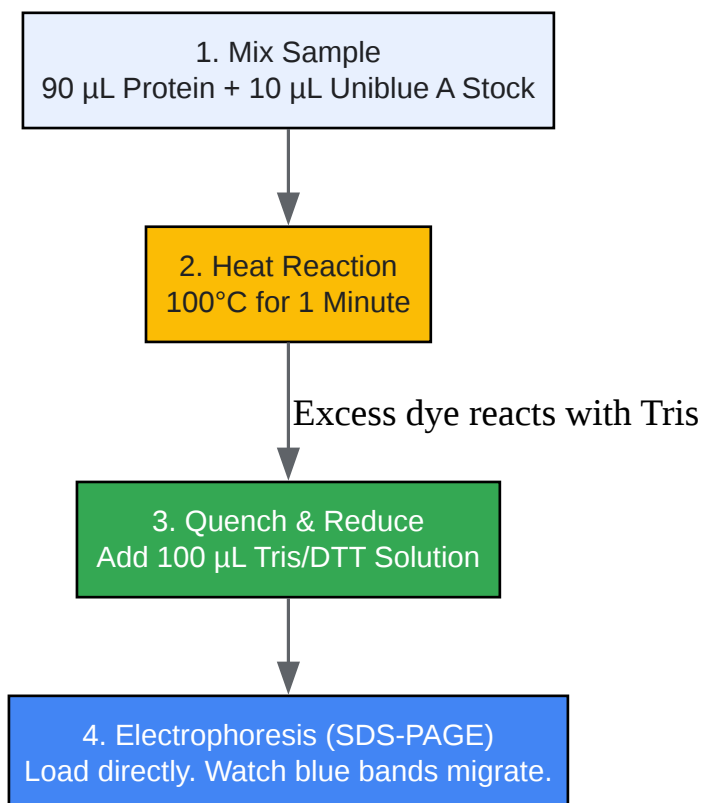 1. Mix Sample
90 µL Protein + 10 µL Uniblue A Stock
2. Heat Reaction
100°C for 1 Minute
Excess dye reacts with Tris
3. Quench & Reduce
Add 100 µL Tris/DTT Solution
4. Electrophoresis (SDS-PAGE)
Load directly. Watch blue bands migrate.